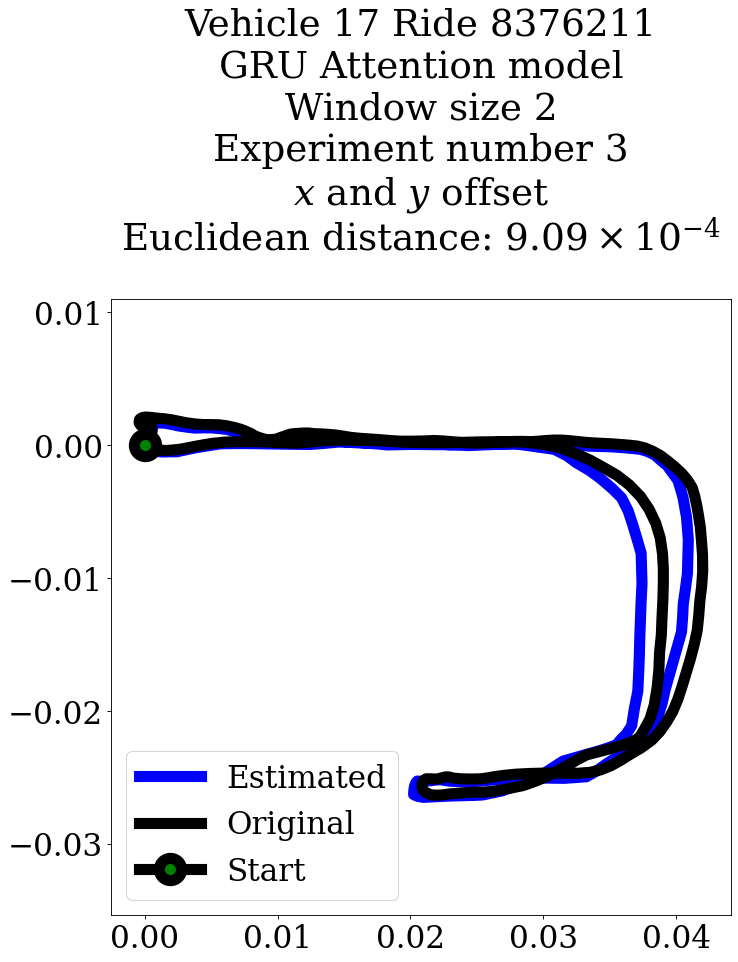 Vehicle 17 Ride 8376211
GRU Attention model
Window size 2
Experiment number 3
x and y offset
Euclidean distance: 9.09 × 10⁻⁴
0.01
0.00
−0.01
−0.02
−0.03
Estimated
Original
Start
0.00 0.01 0.02 0.03 0.04